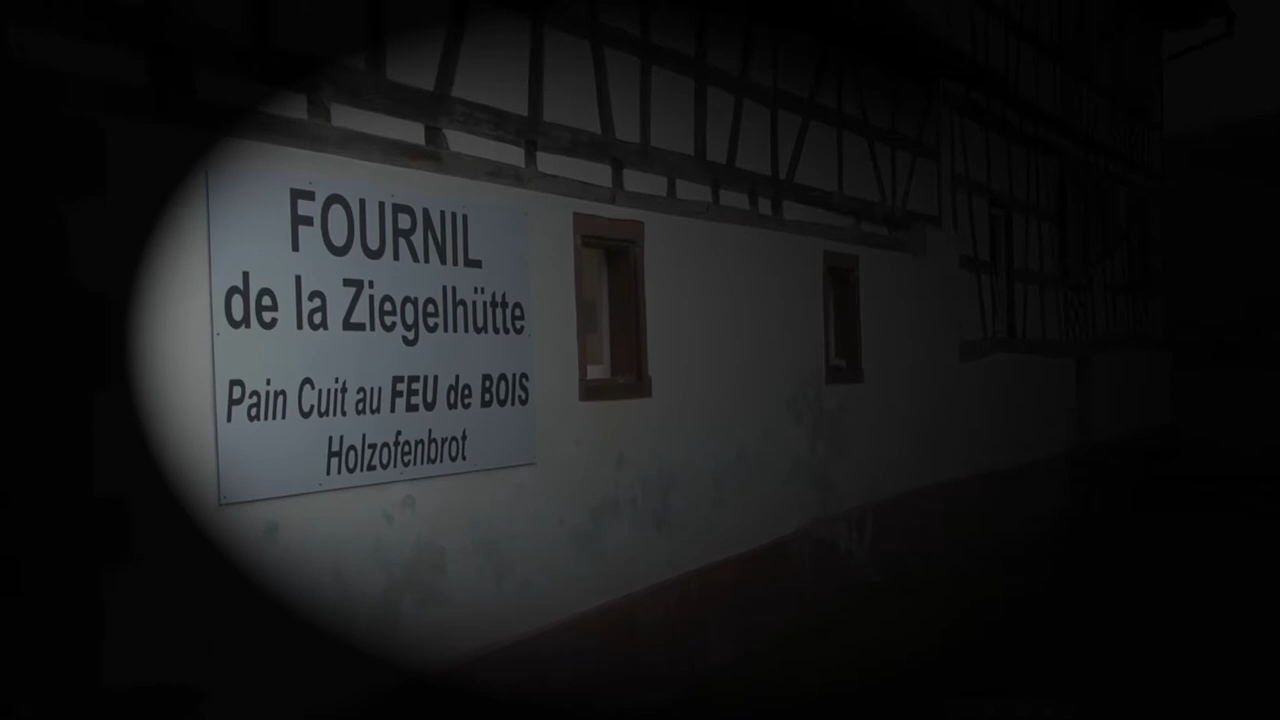 FOURNIL
de la Ziegelhütte
Pain Cuit au FEU de BOIS
Holzofenbrot